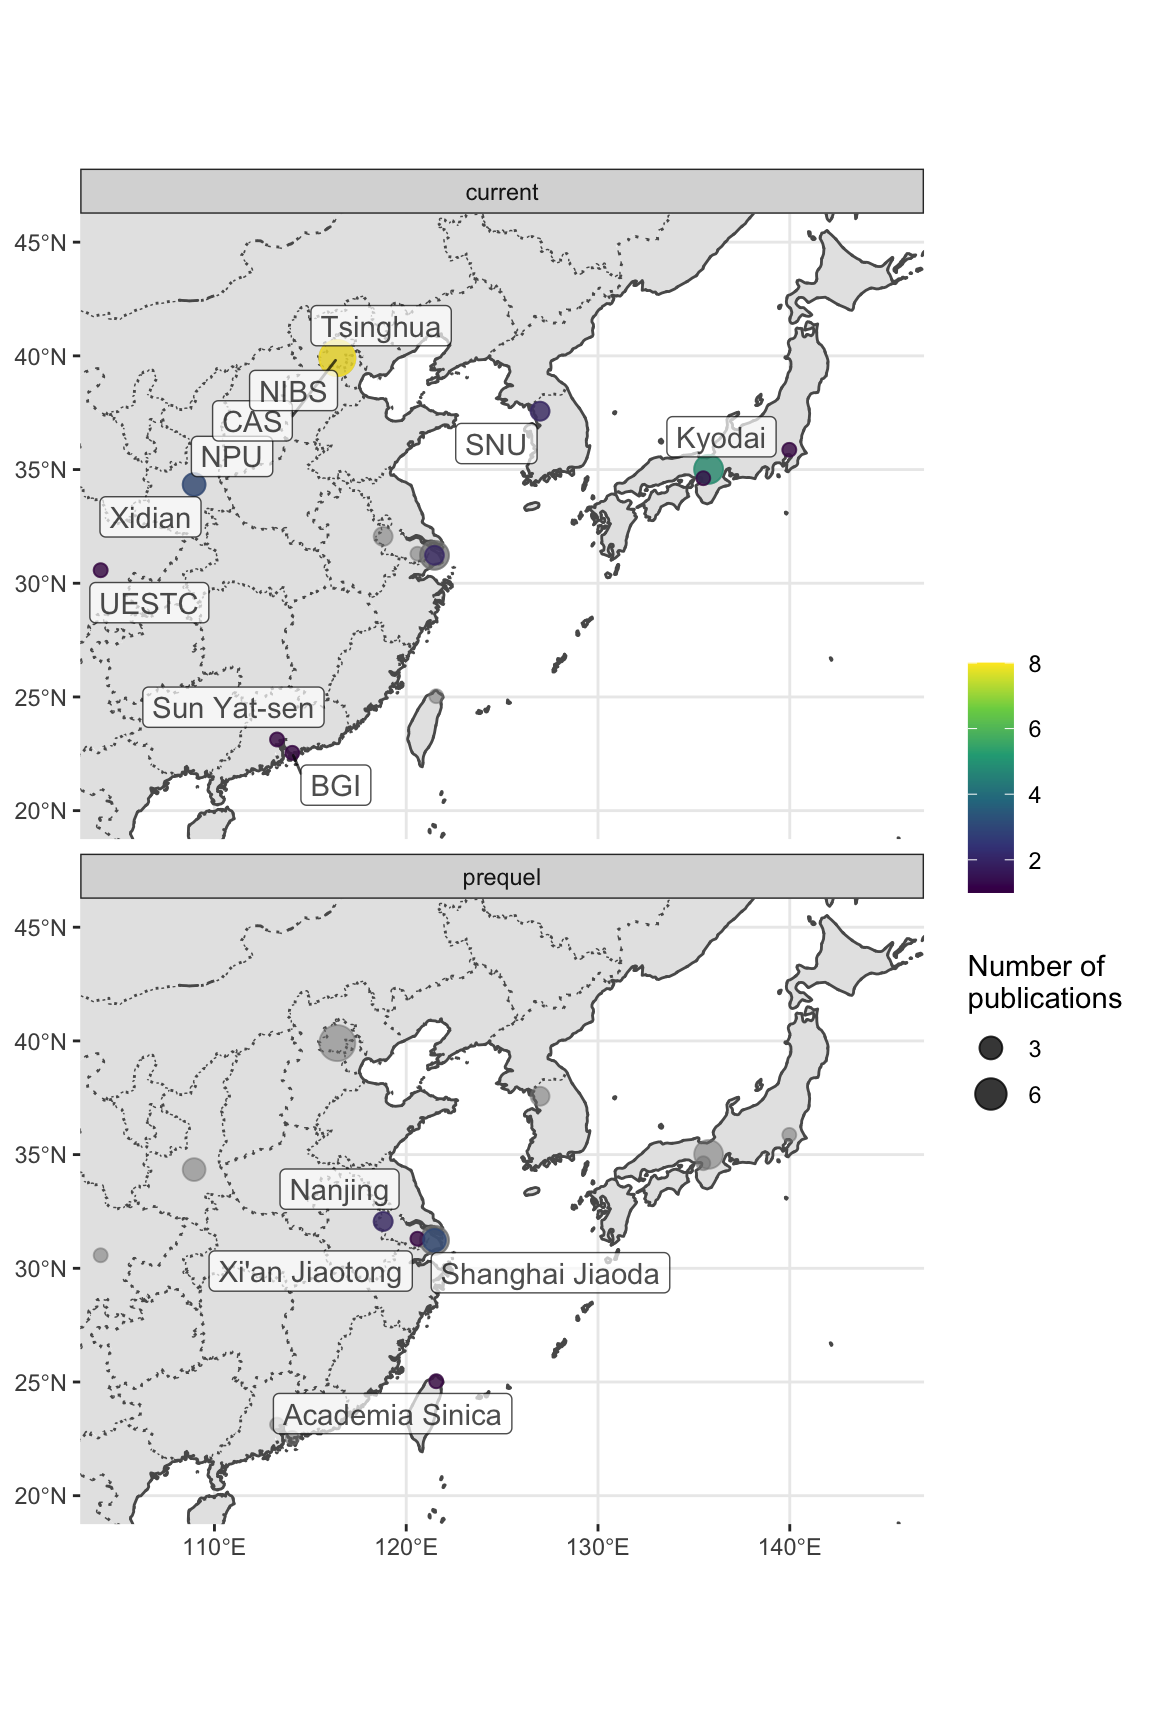 current
45°N
40°N
35°N
30°N
25°N
20°N
Tsinghua
NIBS
CAS
NPU
Xidian
UESTC
SNU
Kyodai
Sun Yat-sen
BGI
prequel
45°N
40°N
35°N
30°N
25°N
20°N
Nanjing
Xi'an Jiaotong
Shanghai Jiaoda
Academia Sinica
110°E
120°E
130°E
140°E
8
6
4
2
Number of
publications
3
6